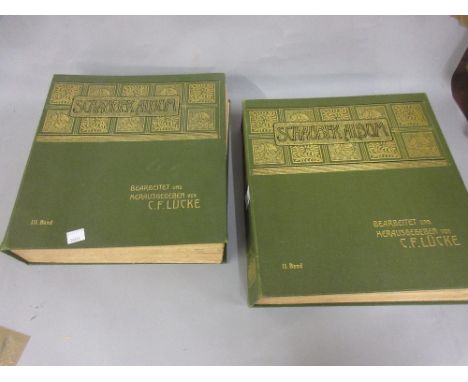 SCHAUBEK ALBUM
BEARBEITET UND
HERAUSGEGEBEN VON
C.F. LÜCKE
III. Band
SCHAUBEK ALBUM
BEARBEITET UND
HERAUSGEGEBEN VON
C.F. LÜCKE
II. Band